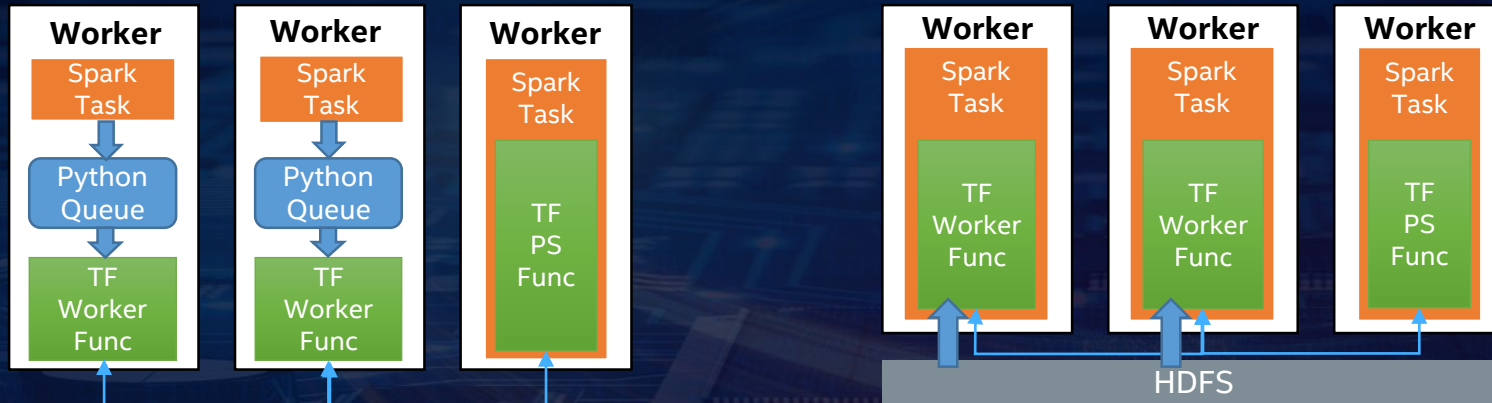 Worker
Spark
Task
Python
Queue
TF
Worker
Func
Worker
Spark
Task
Python
Queue
TF
Worker
Func
Worker
Spark
Task
TF
PS
Func
Worker
Spark
Task
TF
Worker
Func
Worker
Spark
Task
TF
Worker
Func
Worker
Spark
Task
TF
PS
Func
HDFS